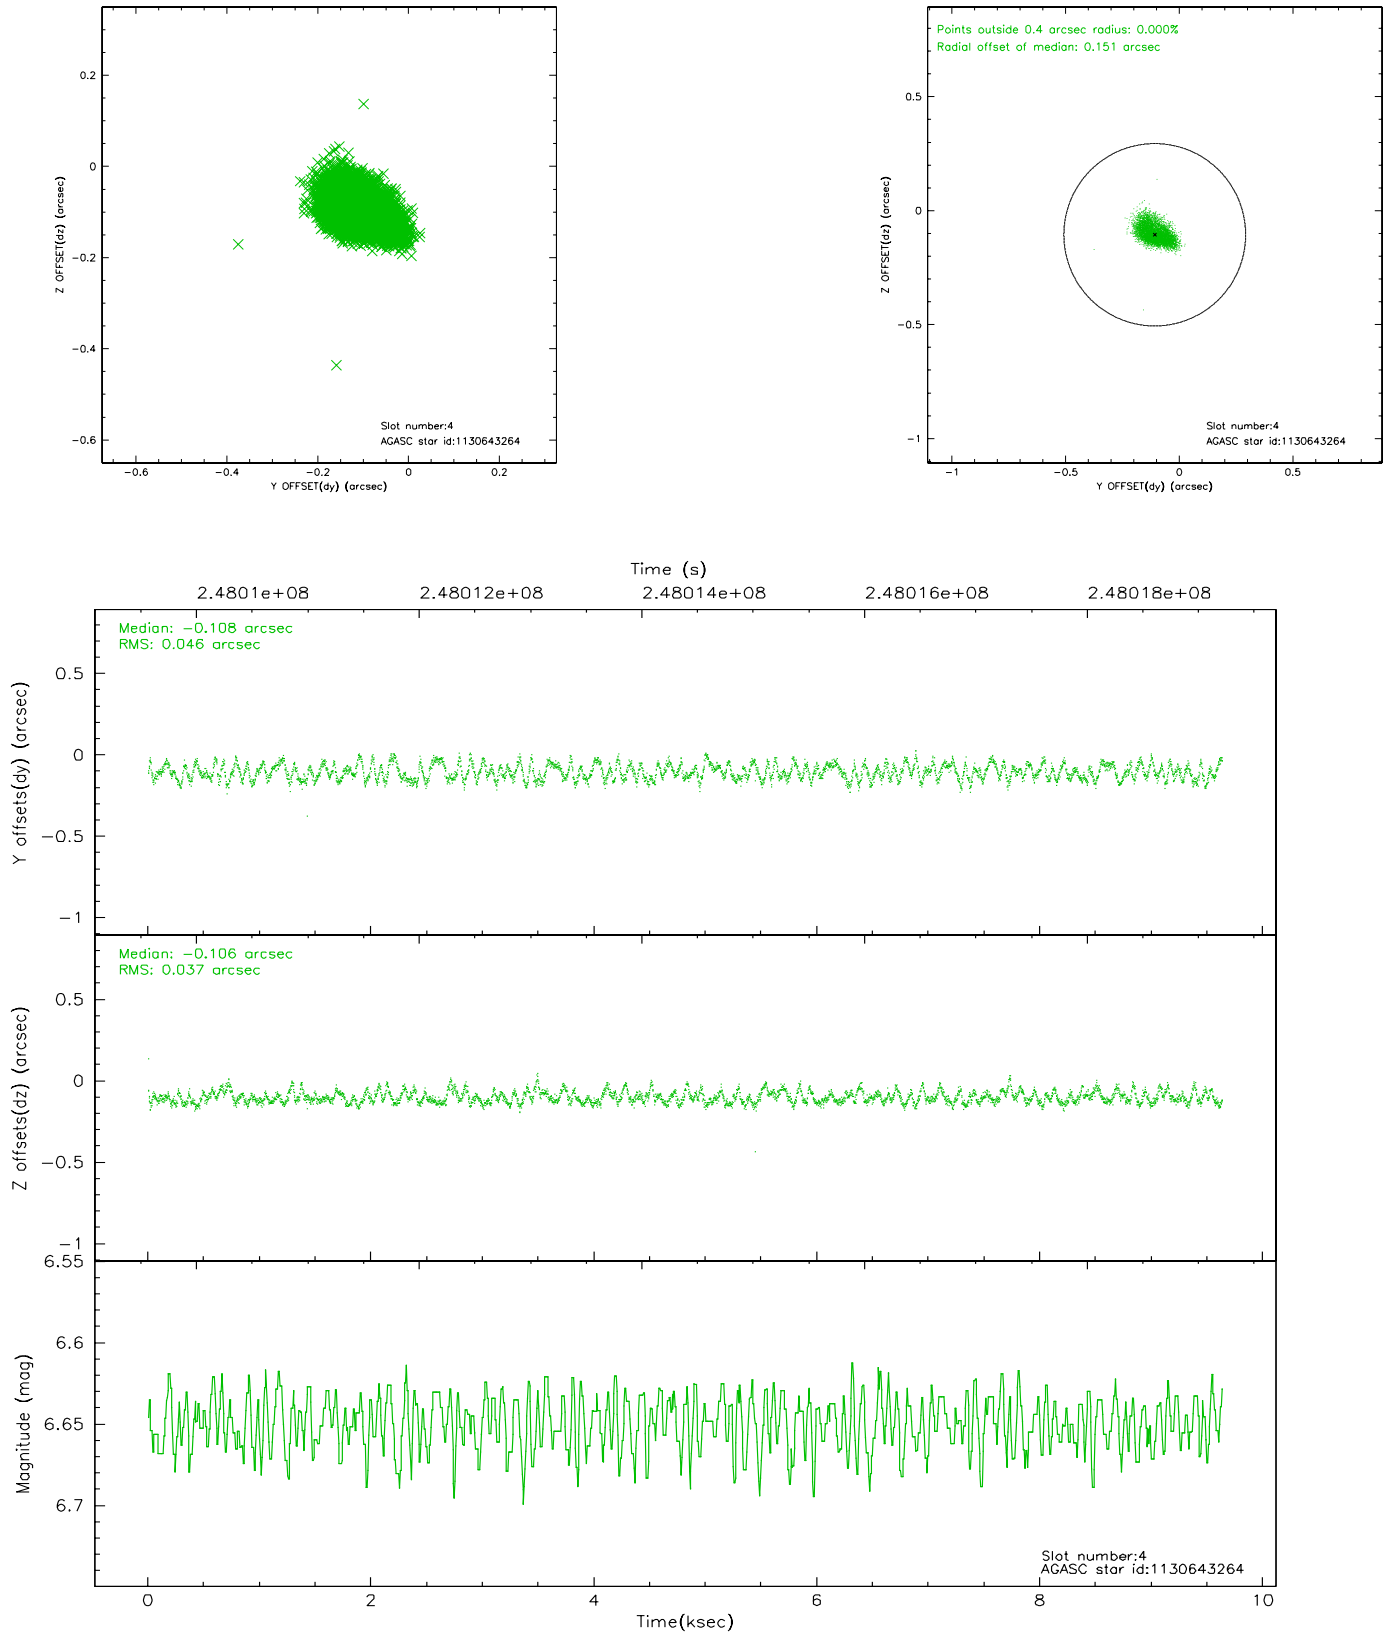 0.2
0
-0.2
-0.4
-0.6
-0.6
-0.4
-0.2
0
0.2
Z OFFSET(dz) (arcsec)
Y OFFSET(dy) (arcsec)
Slot number:4
AGASC star id:1130643264
Points outside 0.4 arcsec radius: 0.000%
Radial offset of median: 0.151 arcsec
0.5
0
-0.5
-1
-1
-0.5
0
0.5
Z OFFSET(dz) (arcsec)
Y OFFSET(dy) (arcsec)
Slot number:4
AGASC star id:1130643264
Time (s)
2.4801e+08
2.48012e+08
2.48014e+08
2.48016e+08
2.48018e+08
Median: -0.108 arcsec
RMS: 0.046 arcsec
0.5
0
-0.5
-1
Y offsets(dy) (arcsec)
Median: -0.106 arcsec
RMS: 0.037 arcsec
0.5
0
-0.5
-1
Z offsets(dz) (arcsec)
6.55
6.6
6.65
6.7
Magnitude (mag)
Slot number:4
AGASC star id:1130643264
0
2
4
6
8
10
Time(ksec)